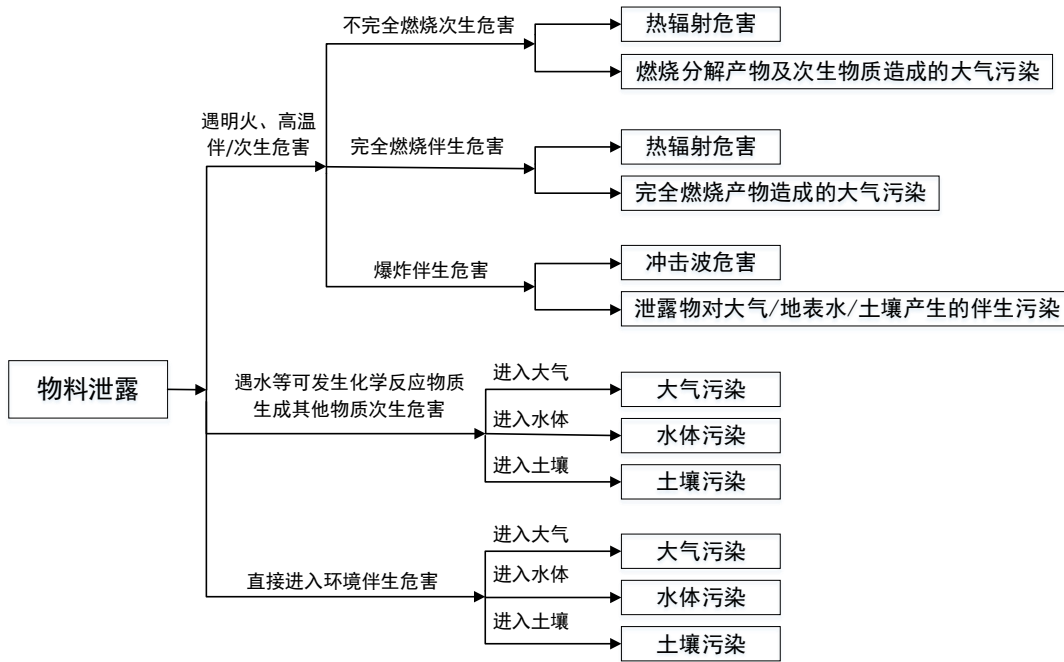 不完全燃烧次生危害
热辐射危害
燃烧分解产物及次生物质造成的大气污染
遇明火、高温
伴/次生危害
完全燃烧伴生危害
热辐射危害
完全燃烧产物造成的大气污染
爆炸伴生危害
冲击波危害
泄露物对大气/地表水/土壤产生的伴生污染
物料泄露
遇水等可发生化学反应物质
生成其他物质次生危害
进入大气
大气污染
进入水体
水体污染
进入土壤
土壤污染
直接进入环境伴生危害
进入大气
大气污染
进入水体
水体污染
进入土壤
土壤污染